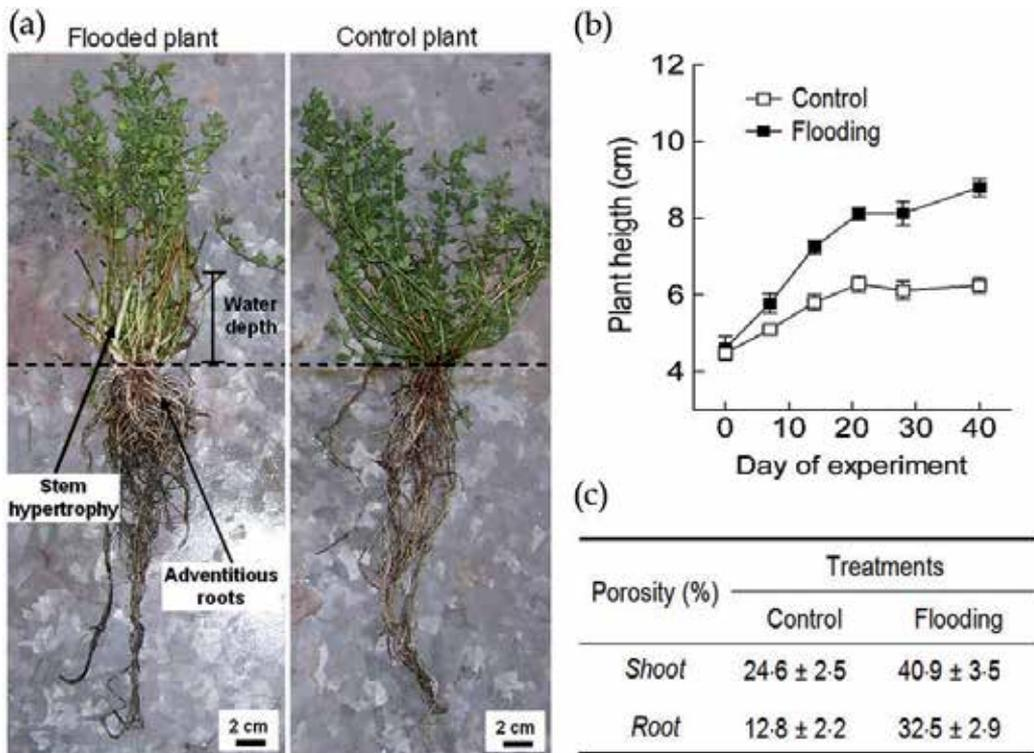 (a)
Flooded plant
Control plant
Water
depth
Stem
hypertrophy
Adventitious
roots
2 cm
2 cm
(b)
12
10
8
6
4
Plant heigth (cm)
Control
Flooding
0 10 20 30 40
Day of experiment
(c)
Porosity (%)
Treatments
Control Flooding
Shoot 24·6 ± 2·5 40·9 ± 3·5
Root 12·8 ± 2·2 32·5 ± 2·9